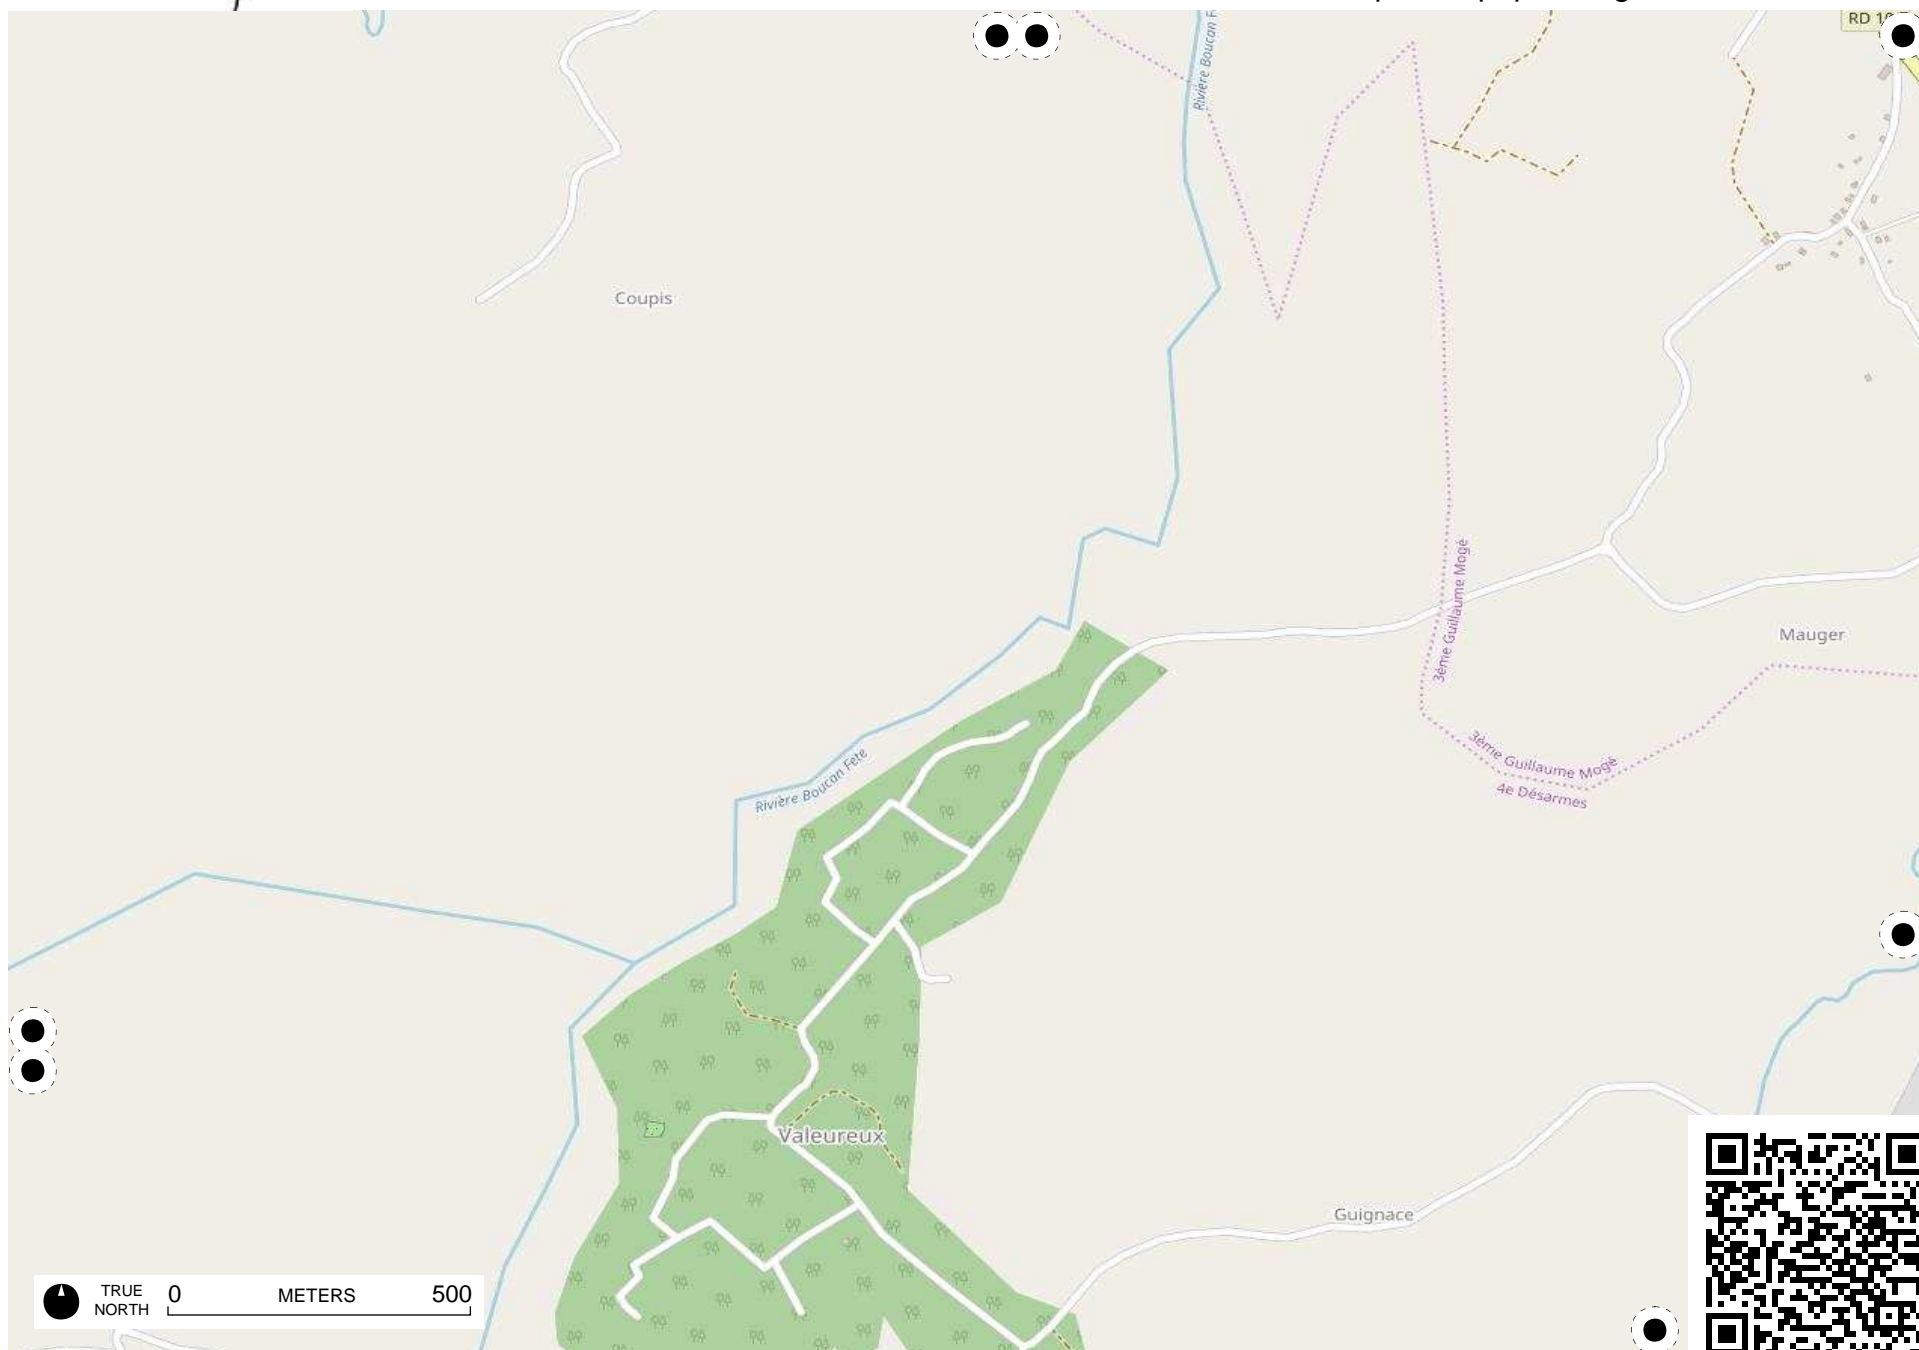 RD 10
Rivière Boucan F
Coupis
3ème Guillaume Mogé
Mauger
3ème Guillaume Mogé
4e Désarmes
Rivière Boucan Fete
Valeureux
Guignace
TRUE
NORTH
0 METERS 500